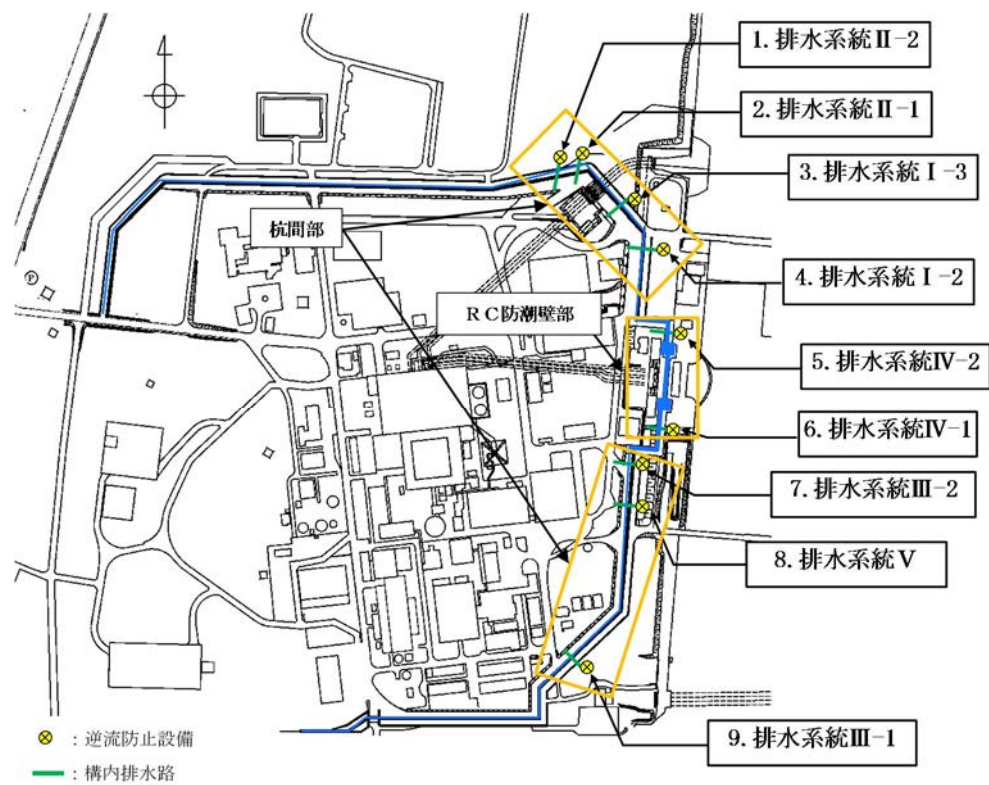 1. 排水系統Ⅱ-2
2. 排水系統Ⅱ-1
3. 排水系統Ⅰ-3
杭間部
4. 排水系統Ⅰ-2
P
RC防潮壁部
5. 排水系統Ⅳ-2
6. 排水系統Ⅳ-1
7. 排水系統Ⅲ-2
8. 排水系統Ⅴ
9. 排水系統Ⅲ-1
:逆流防止設備
:構内排水路